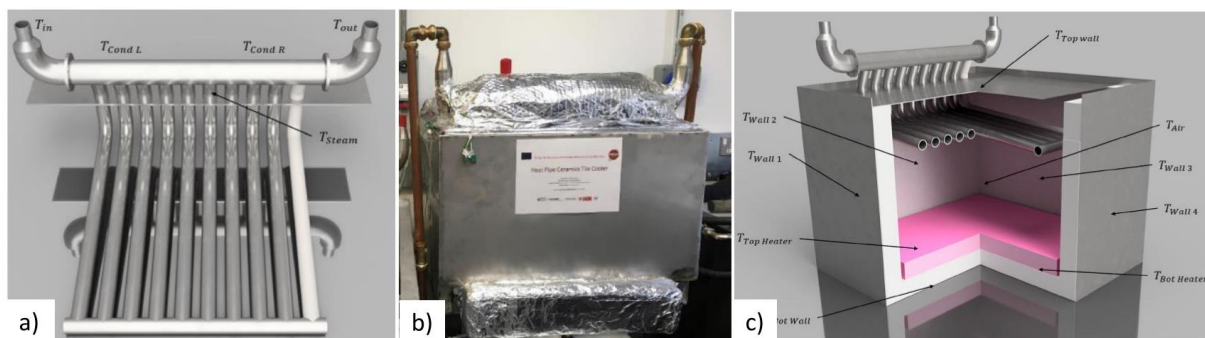 T_in
T_out
T_Cond L
T_Cond R
T_Steam
a)
Heat Pipe Ceramics Tile Cooler
b)
T_Top wall
T_Wall 2
T_Air
T_Wall 1
T_Wall 3
T_Wall 4
T_Top Heater
T_Bot Heater
ot Wall
c)